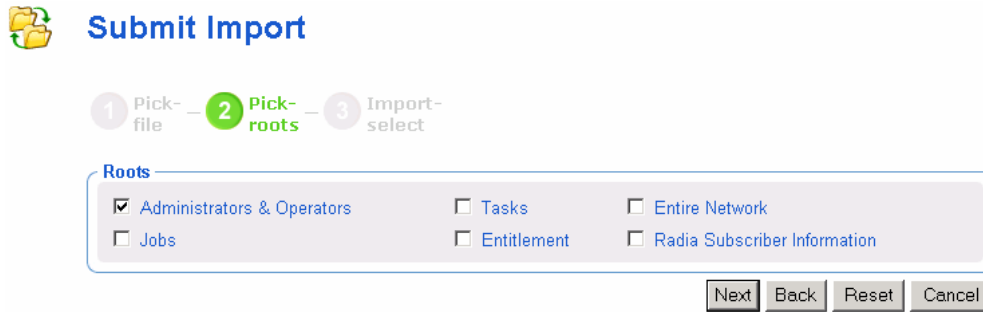 Submit Import
1 Pick-file – 2 Pick-roots – 3 Import-select
Roots
Administrators & Operators Tasks Entire Network
Jobs Entitlement Radia Subscriber Information
Next Back Reset Cancel